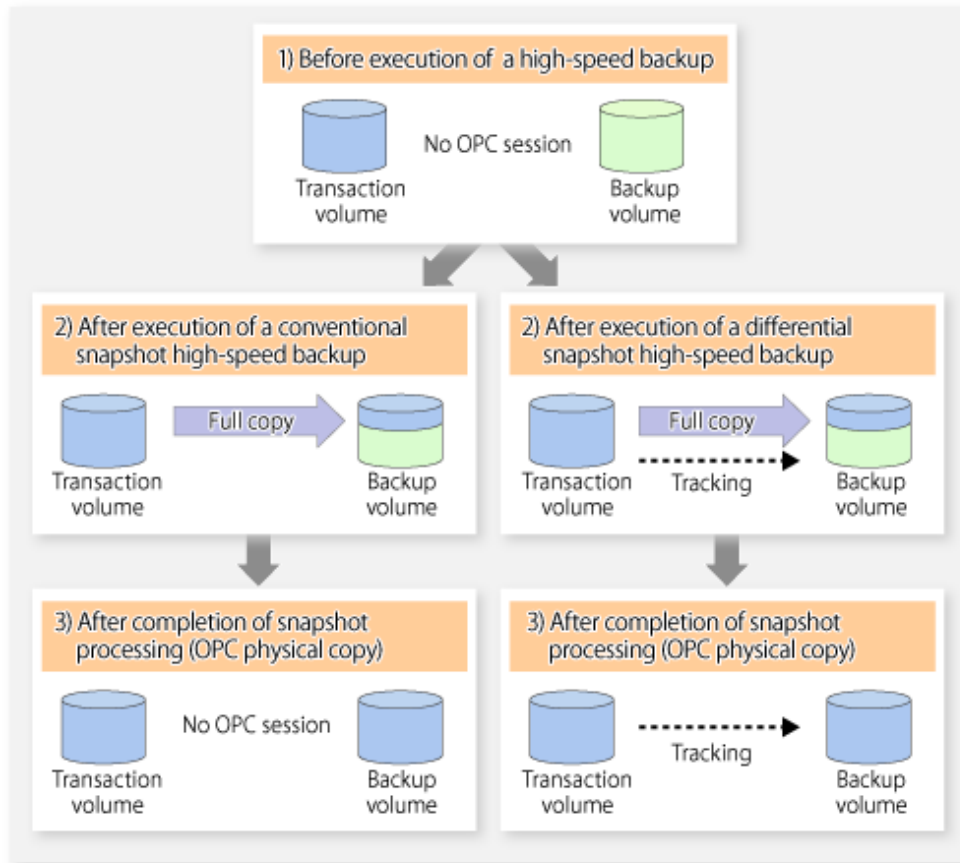 1) Before execution of a high-speed backup
No OPC session
Transaction
volume
Backup
volume
2) After execution of a conventional
snapshot high-speed backup
Full copy
Transaction
volume
Backup
volume
2) After execution of a differential
snapshot high-speed backup
Full copy
Tracking
Transaction
volume
Backup
volume
3) After completion of snapshot
processing (OPC physical copy)
No OPC session
Transaction
volume
Backup
volume
3) After completion of snapshot
processing (OPC physical copy)
Tracking
Transaction
volume
Backup
volume